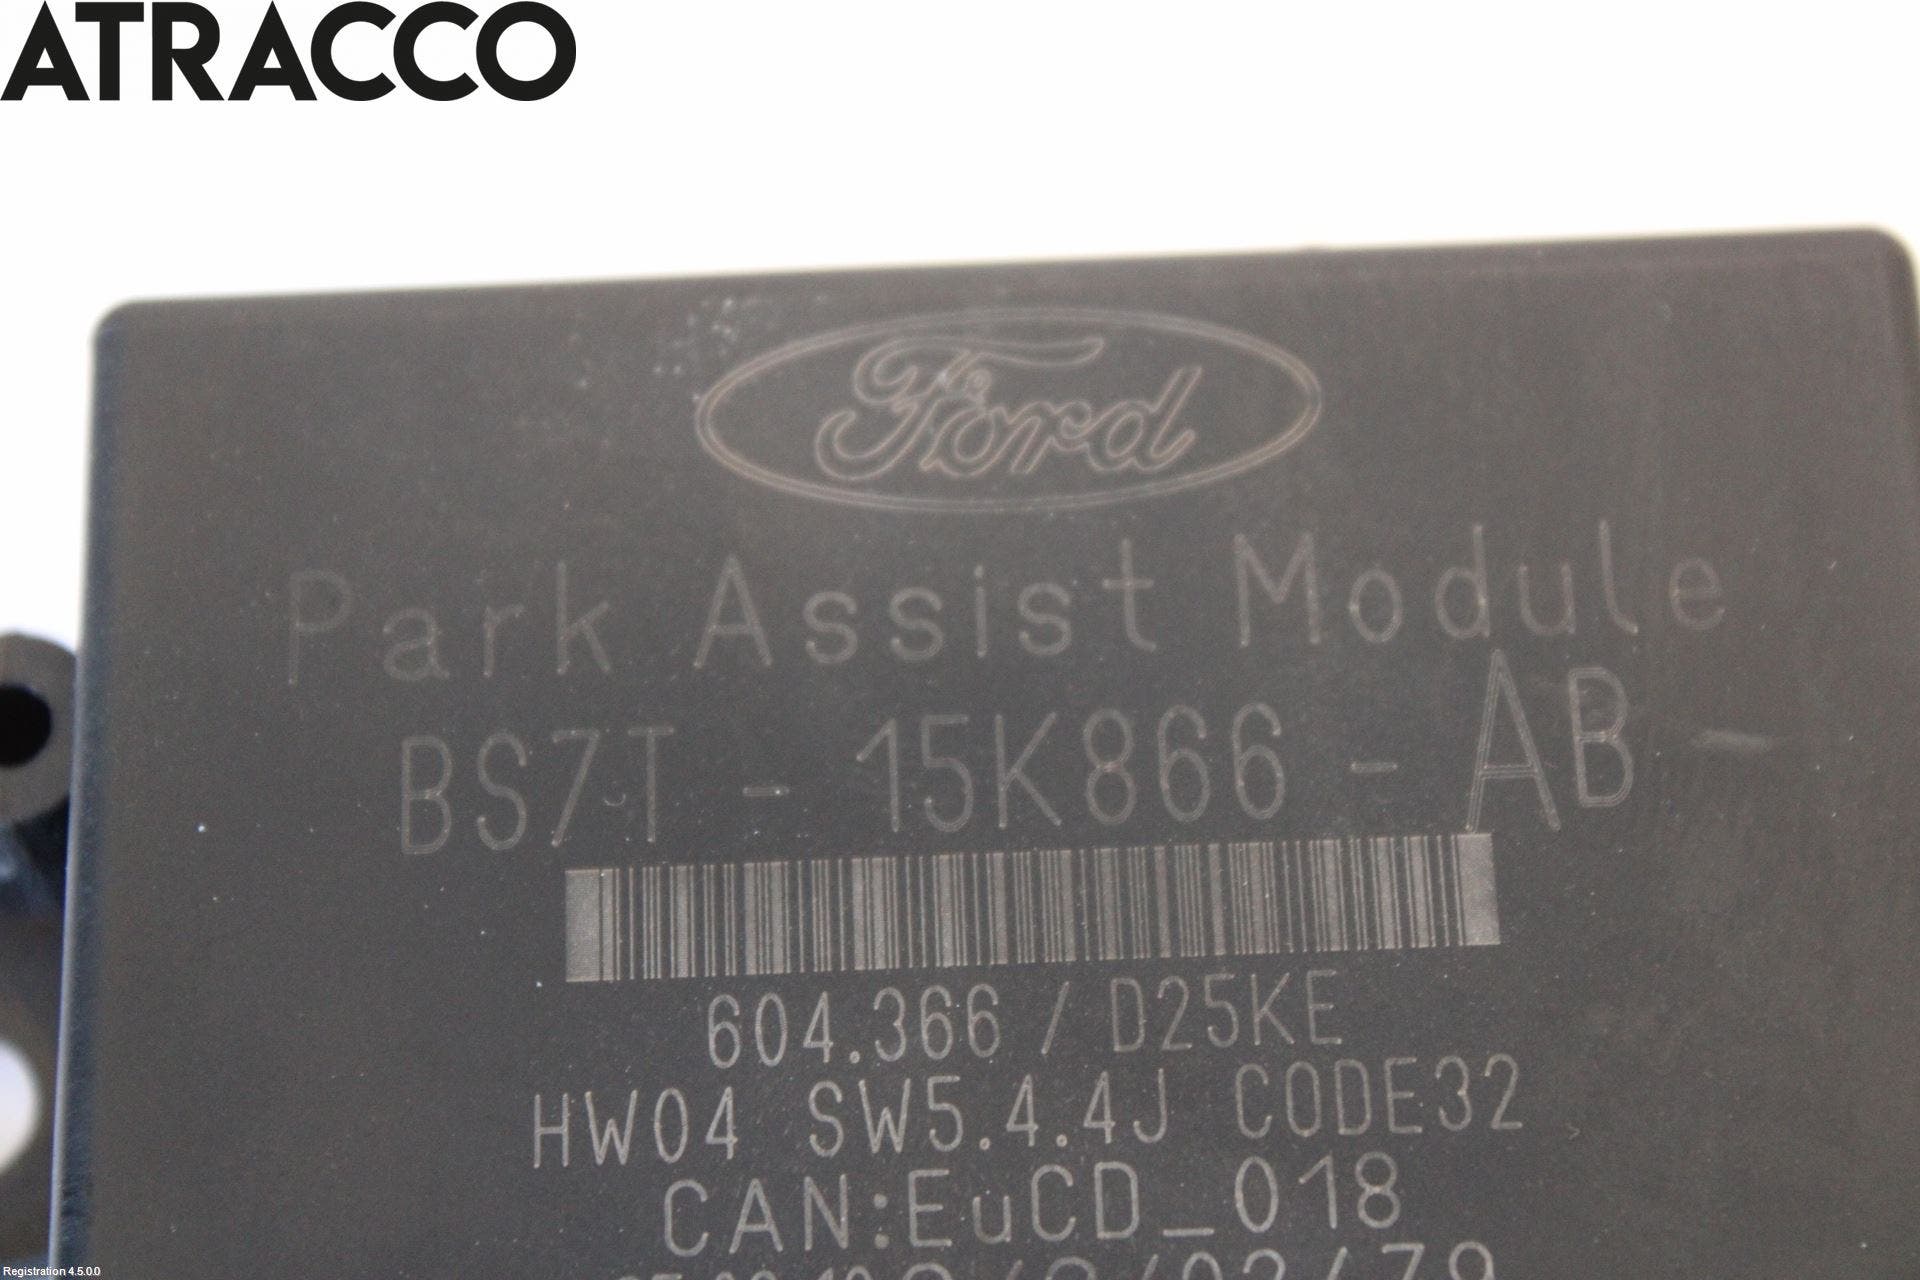 ATRACCO
Ford
Park Assist Module
BS7T - 15K866 - AB
604.366 / D25KE
HW04 SW5.4.4J CODE32
CAN:EuCD_018
Registration 4.5.0.0